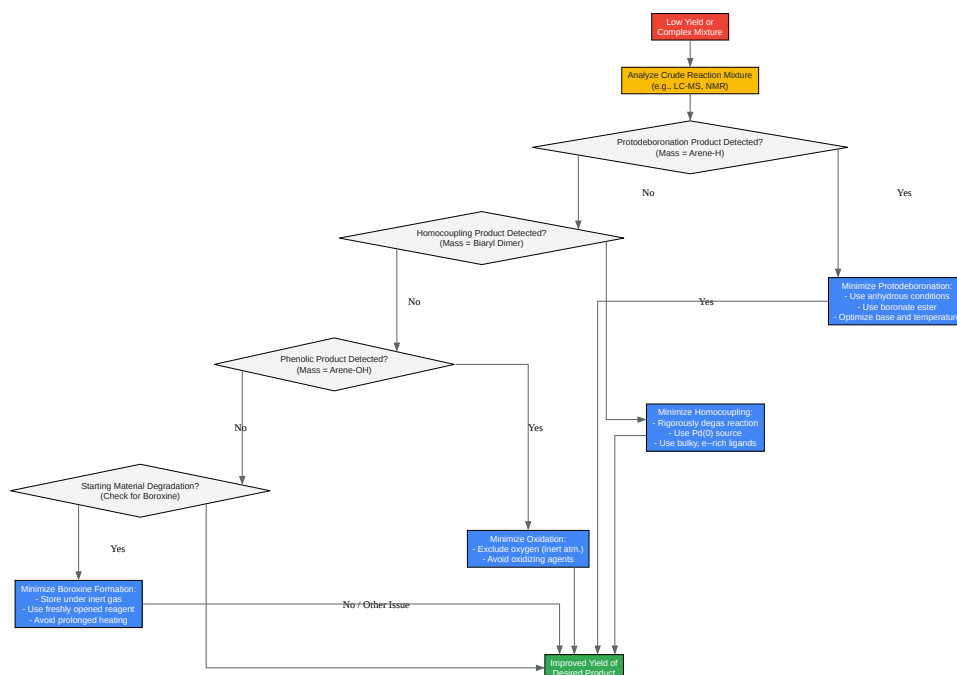 Low Yield or
Complex Mixture
Analyze Crude Reaction Mixture
(e.g., LC-MS, NMR)
Protodeboronation Product Detected?
(Mass = Arene-H)
No
Yes
Homocoupling Product Detected?
(Mass = Biaryl Dimer)
Minimize Protodeboronation:
- Use anhydrous conditions
- Use boronate ester
- Optimize base and temperature
No
Yes
Phenolic Product Detected?
(Mass = Arene-OH)
Minimize Homocoupling:
- Rigorously degas reaction
- Use Pd(0) source
- Use bulky, e--rich ligands
No
Yes
Starting Material Degradation?
(Check for Boroxine)
Minimize Oxidation:
- Exclude oxygen (inert atm.)
- Avoid oxidizing agents
Yes
Minimize Boroxine Formation:
- Store under inert gas
- Use freshly opened reagent
- Avoid prolonged heating
No / Other Issue
Improved Yield of
Desired Product